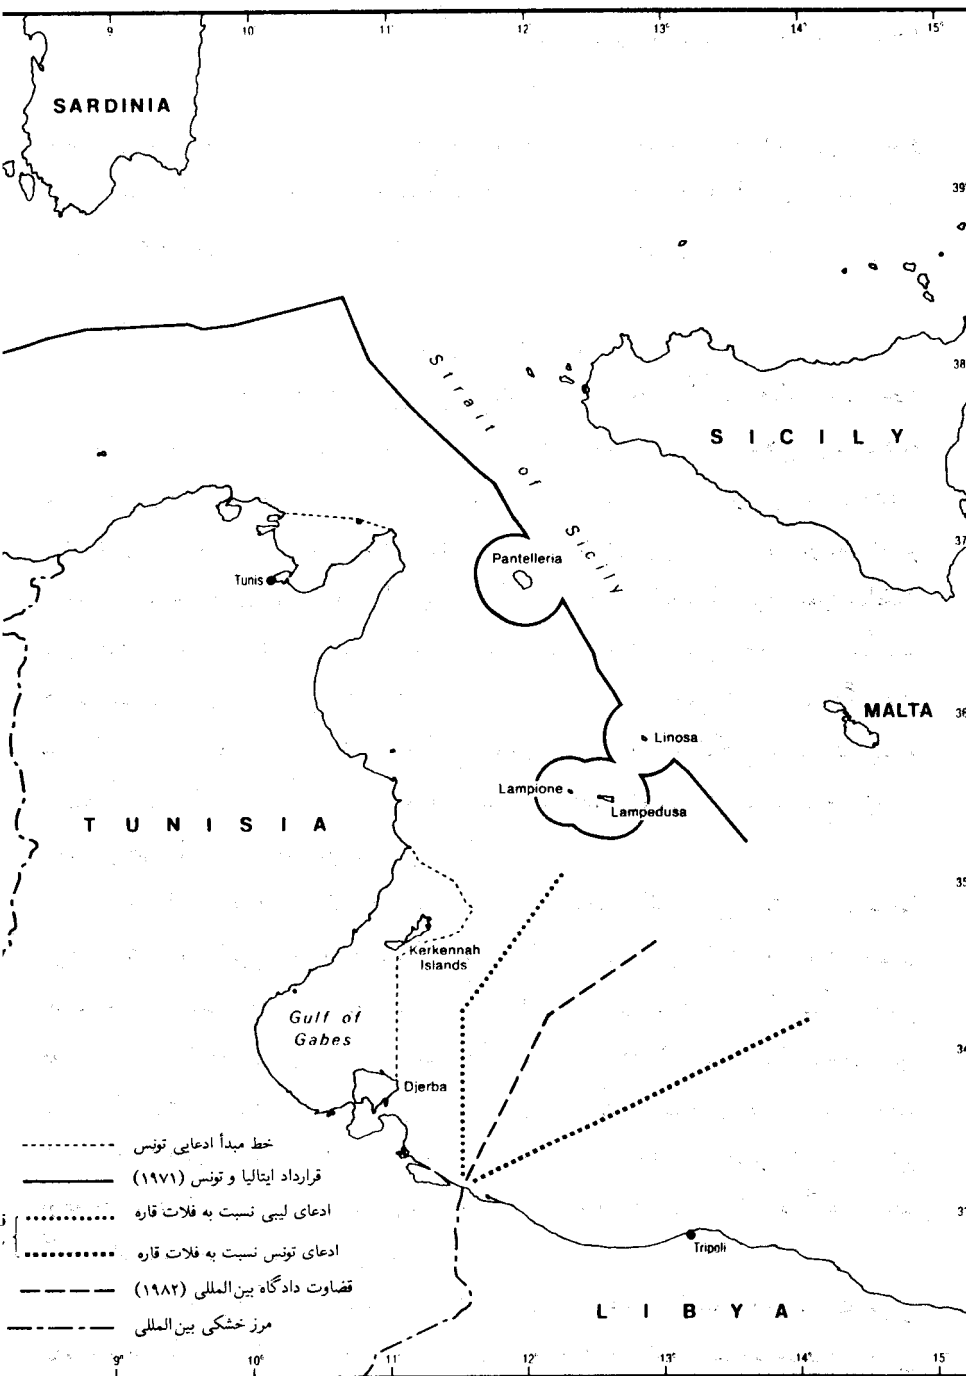 9 10° 11° 12° 13° 14° 15°
SARDINIA
39°
Strait of Sicily
38°
SICILY
37
Pantelleria
Tunis
36
MALTA
Linosa
Lampione
Lampedusa
TUNISIA
35
Kerkennah
Islands
Gulf of
Gabes
34
Djerba
خط مبدأ ادعایی تونس
قرارداد ایتالیا و تونس (۱۹۷۱)
ادعای لیبی نسبت به فلات قاره
ادعای تونس نسبت به فلات قاره
قضاوت دادگاه بین‌المللی (۱۹۸۲)
مرز خشکی بین‌المللی
Tripoli
LIBYA
9° 10° 11° 12° 13° 14° 15°